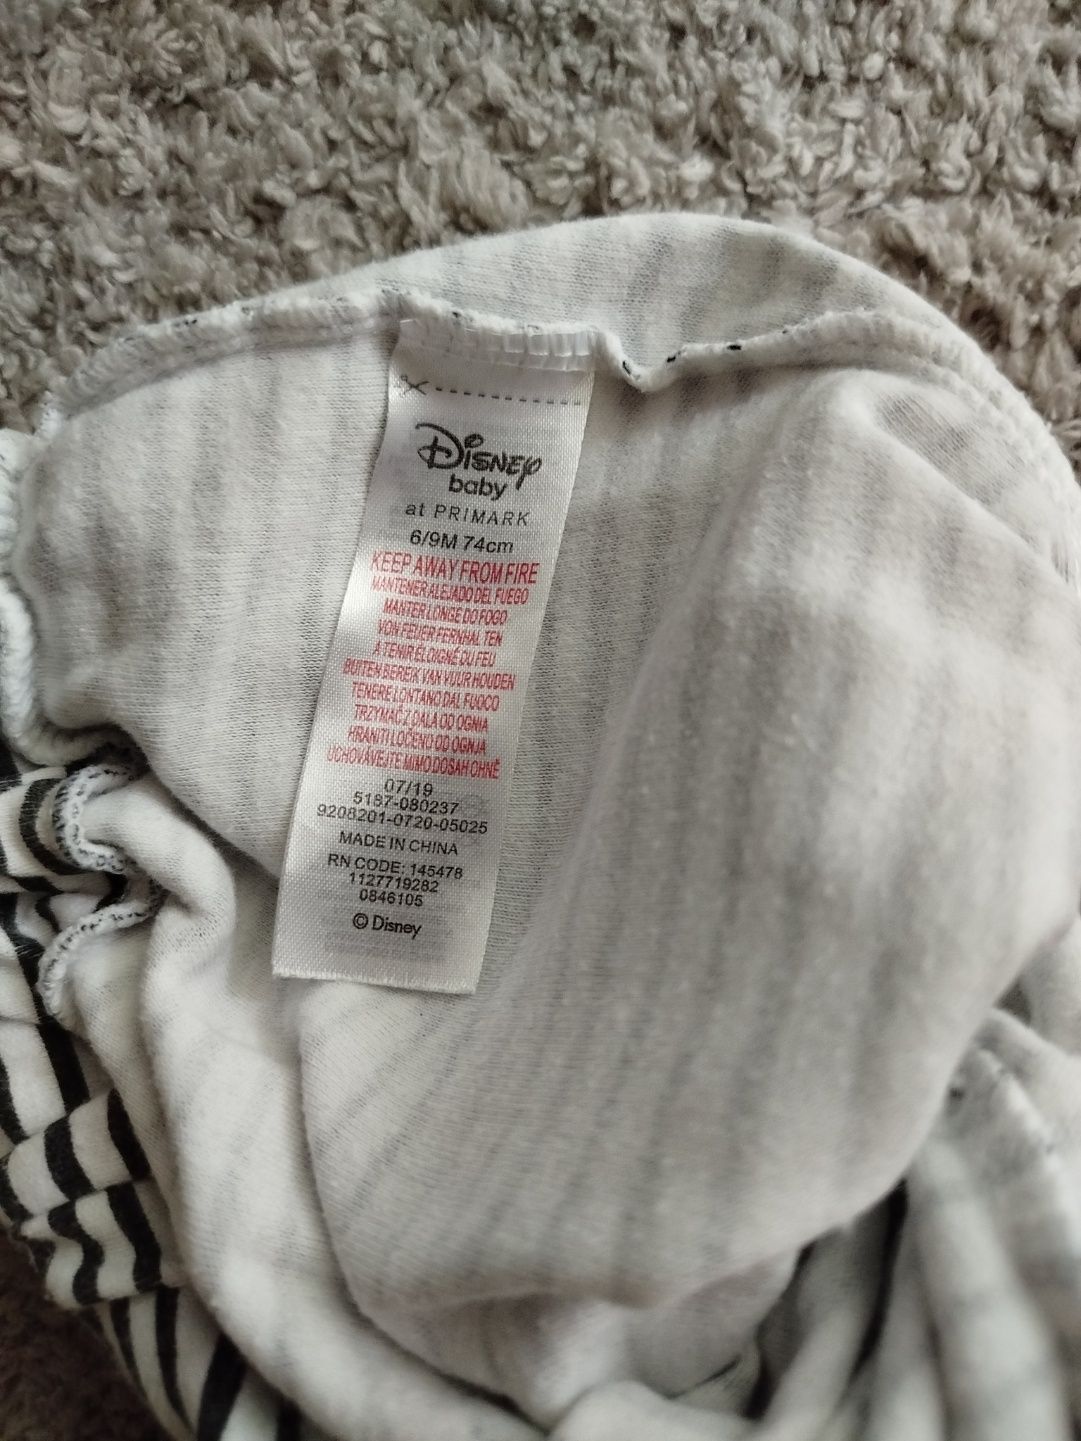 Disney
baby
at PRIMARK
6/9M 74cm
KEEP AWAY FROM FIRE
MANTENER ALEJADO DEL FUEGO
MANTER LONGE DO FOGO
VON FEUER FERNHALTEN
À TENIR ÉLOIGNÉ DU FEU
BUITEN BEREIK VAN VUUR HOUDEN
TENERE LONTANO DAL FUOCO
TRZYMAĆ Z DALA OD OGNIA
HRANITI LOČENO OD OGNJA
UCHOVÁVEJTE MIMO DOSAH OHNĚ
07/19
5187-080237
9208201-0720-05025
MADE IN CHINA
RN CODE: 145478
1127719282
0846105
© Disney